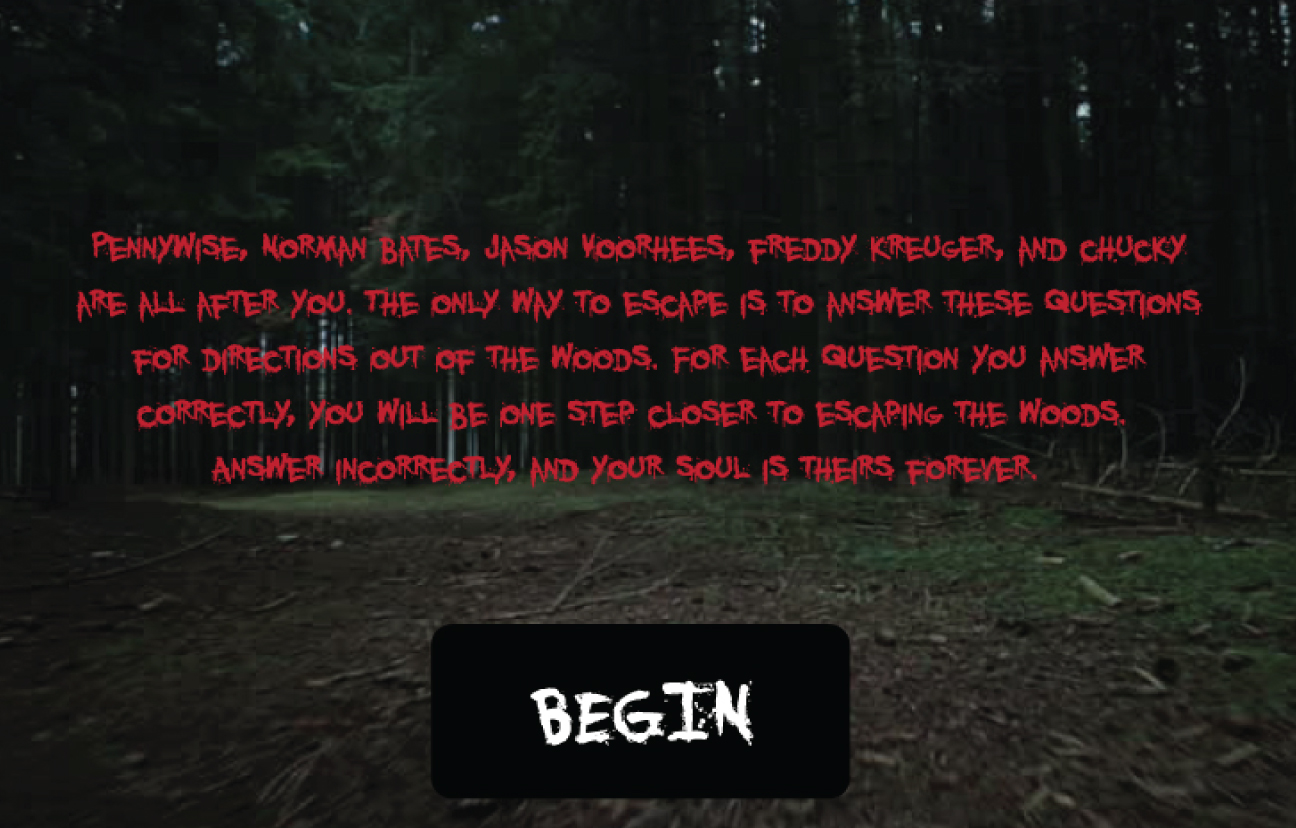 PENNYWISE, NORMAN BATES, JASON VOORHEES, FREDDY KREUGER, AND CHUCKY
ARE ALL AFTER YOU. THE ONLY WAY TO ESCAPE IS TO ANSWER THESE QUESTIONS
FOR DIRECTIONS OUT OF THE WOODS. FOR EACH QUESTION YOU ANSWER
CORRECTLY, YOU WILL BE ONE STEP CLOSER TO ESCAPING THE WOODS.
ANSWER INCORRECTLY, AND YOUR SOUL IS THEIRS FOREVER.
BEGIN